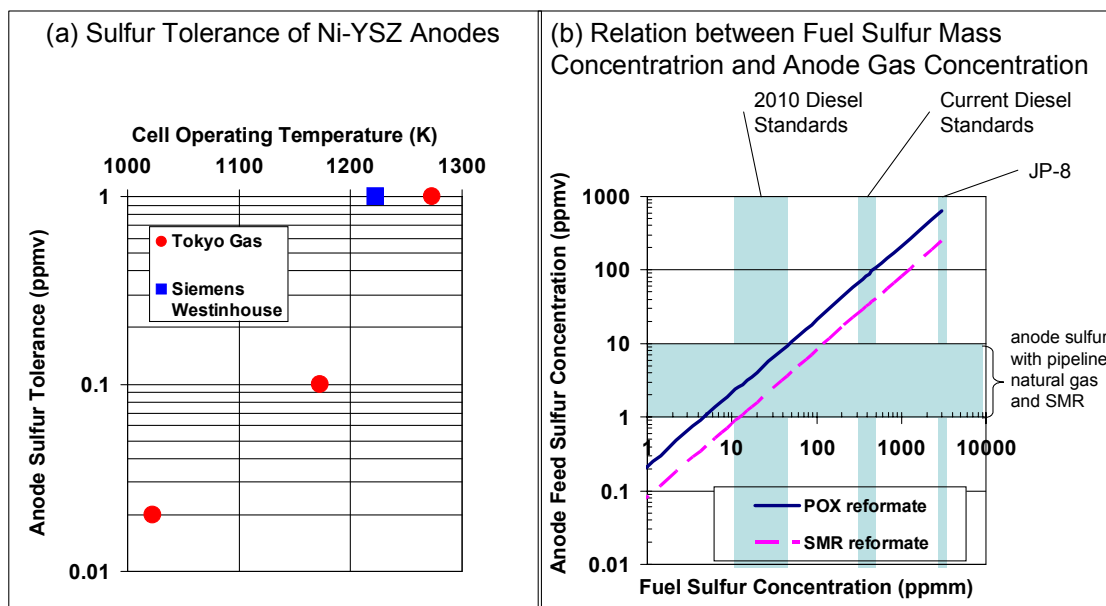 (a) Sulfur Tolerance of Ni-YSZ Anodes
Cell Operating Temperature (K)
1000 1100 1200 1300
Anode Sulfur Tolerance (ppmv)
1
0.1
0.01
Tokyo Gas
Siemens
Westinhouse
(b) Relation between Fuel Sulfur Mass
Concentratrion and Anode Gas Concentration
2010 Diesel
Standards
Current Diesel
Standards
JP-8
Anode Feed Sulfur Concentration (ppmv)
1000
100
10
1
0.1
0.01
1 10 100 1000 10000
anode sulfur
with pipeline
natural gas
and SMR
POX reformate
SMR reformate
Fuel Sulfur Concentration (ppmm)